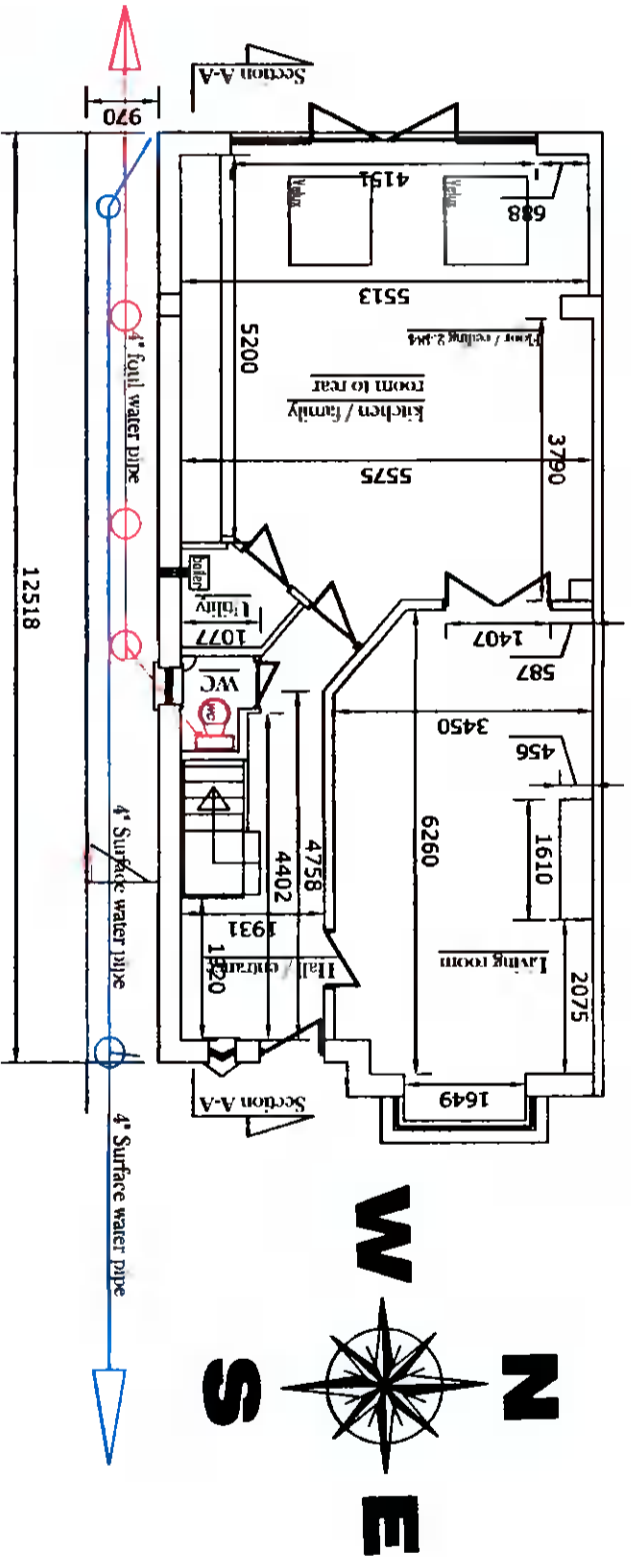 Section A-A
970
4151
688
Velux
Velux
5513
Floor / ceiling
5200
kitchen / family
room to rear
3790
5575
4" foul water pipe
boiler
Utility
1077
1407
587
WC
wc
3450
456
12518
6260
1610
4758
4402
4" Surface water pipe
1931
Hall / entrance
Living room
2075
1649
Section A-A
4" Surface water pipe
W
N
S
E